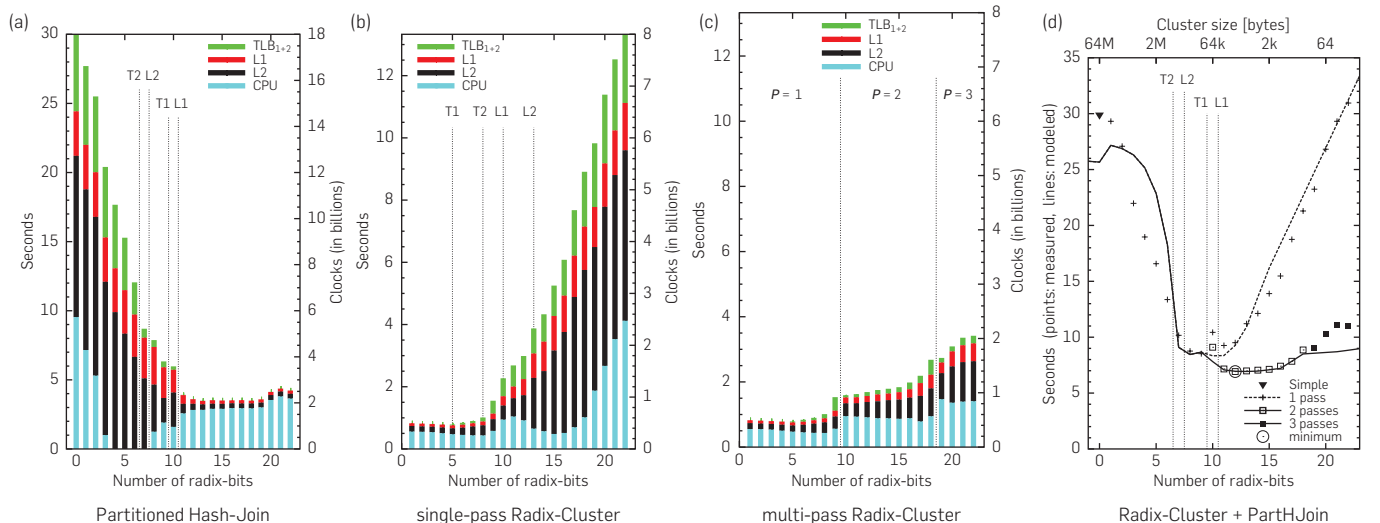 (a)
30
25
20
15
10
5
0
Seconds
18
16
14
12
10
8
6
4
2
0
Clocks (in billions)
TLB1+2
L1
L2
CPU
T2 L2
T1 L1
0 5 10 15 20
Number of radix-bits
Partitioned Hash-Join
(b)
12
10
8
6
4
2
0
Seconds
8
7
6
5
4
3
2
1
0
Clocks (in billions)
TLB1+2
L1
L2
CPU
T1 T2 L1 L2
0 5 10 15 20
Number of radix-bits
single-pass Radix-Cluster
(c)
12
10
8
6
4
2
0
Seconds
8
7
6
5
4
3
2
1
0
Clocks (in billions)
TLB1+2
L1
L2
CPU
P = 1 P = 2 P = 3
0 5 10 15 20
Number of radix-bits
multi-pass Radix-Cluster
(d)
Cluster size [bytes]
64M 2M 64k 2k 64
35
30
25
20
15
10
5
0
Seconds (points: measured, lines: modeled)
T2 L2
T1 L1
Simple
1 pass
2 passes
3 passes
minimum
0 5 10 15 20
Number of radix-bits
Radix-Cluster + PartHJoin